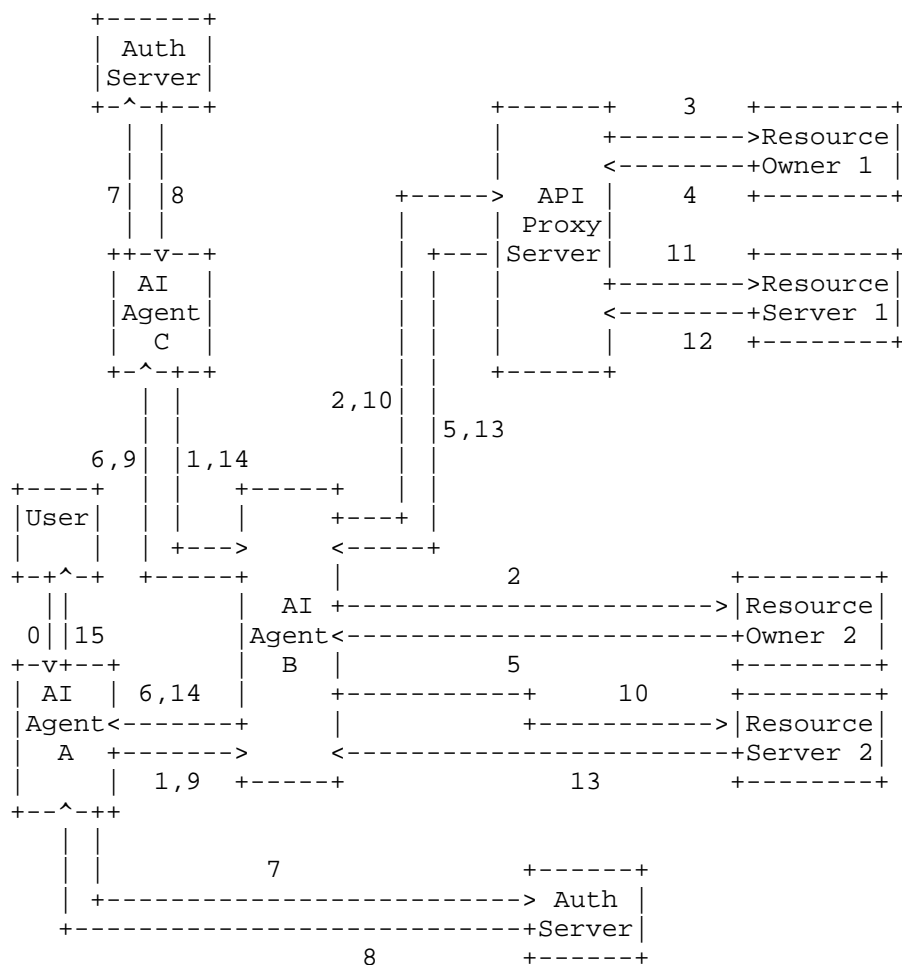 Auth
Server
3
Resource
Owner 1
7
8
API
4
Proxy
Server
11
AI
Resource
Agent
Server 1
C
12
2,10
5,13
6,9
1,14
User
2
AI
Resource
0
15
Agent
Owner 2
B
5
AI
6,14
10
Agent
Resource
A
Server 2
1,9
13
7
Auth
Server
8